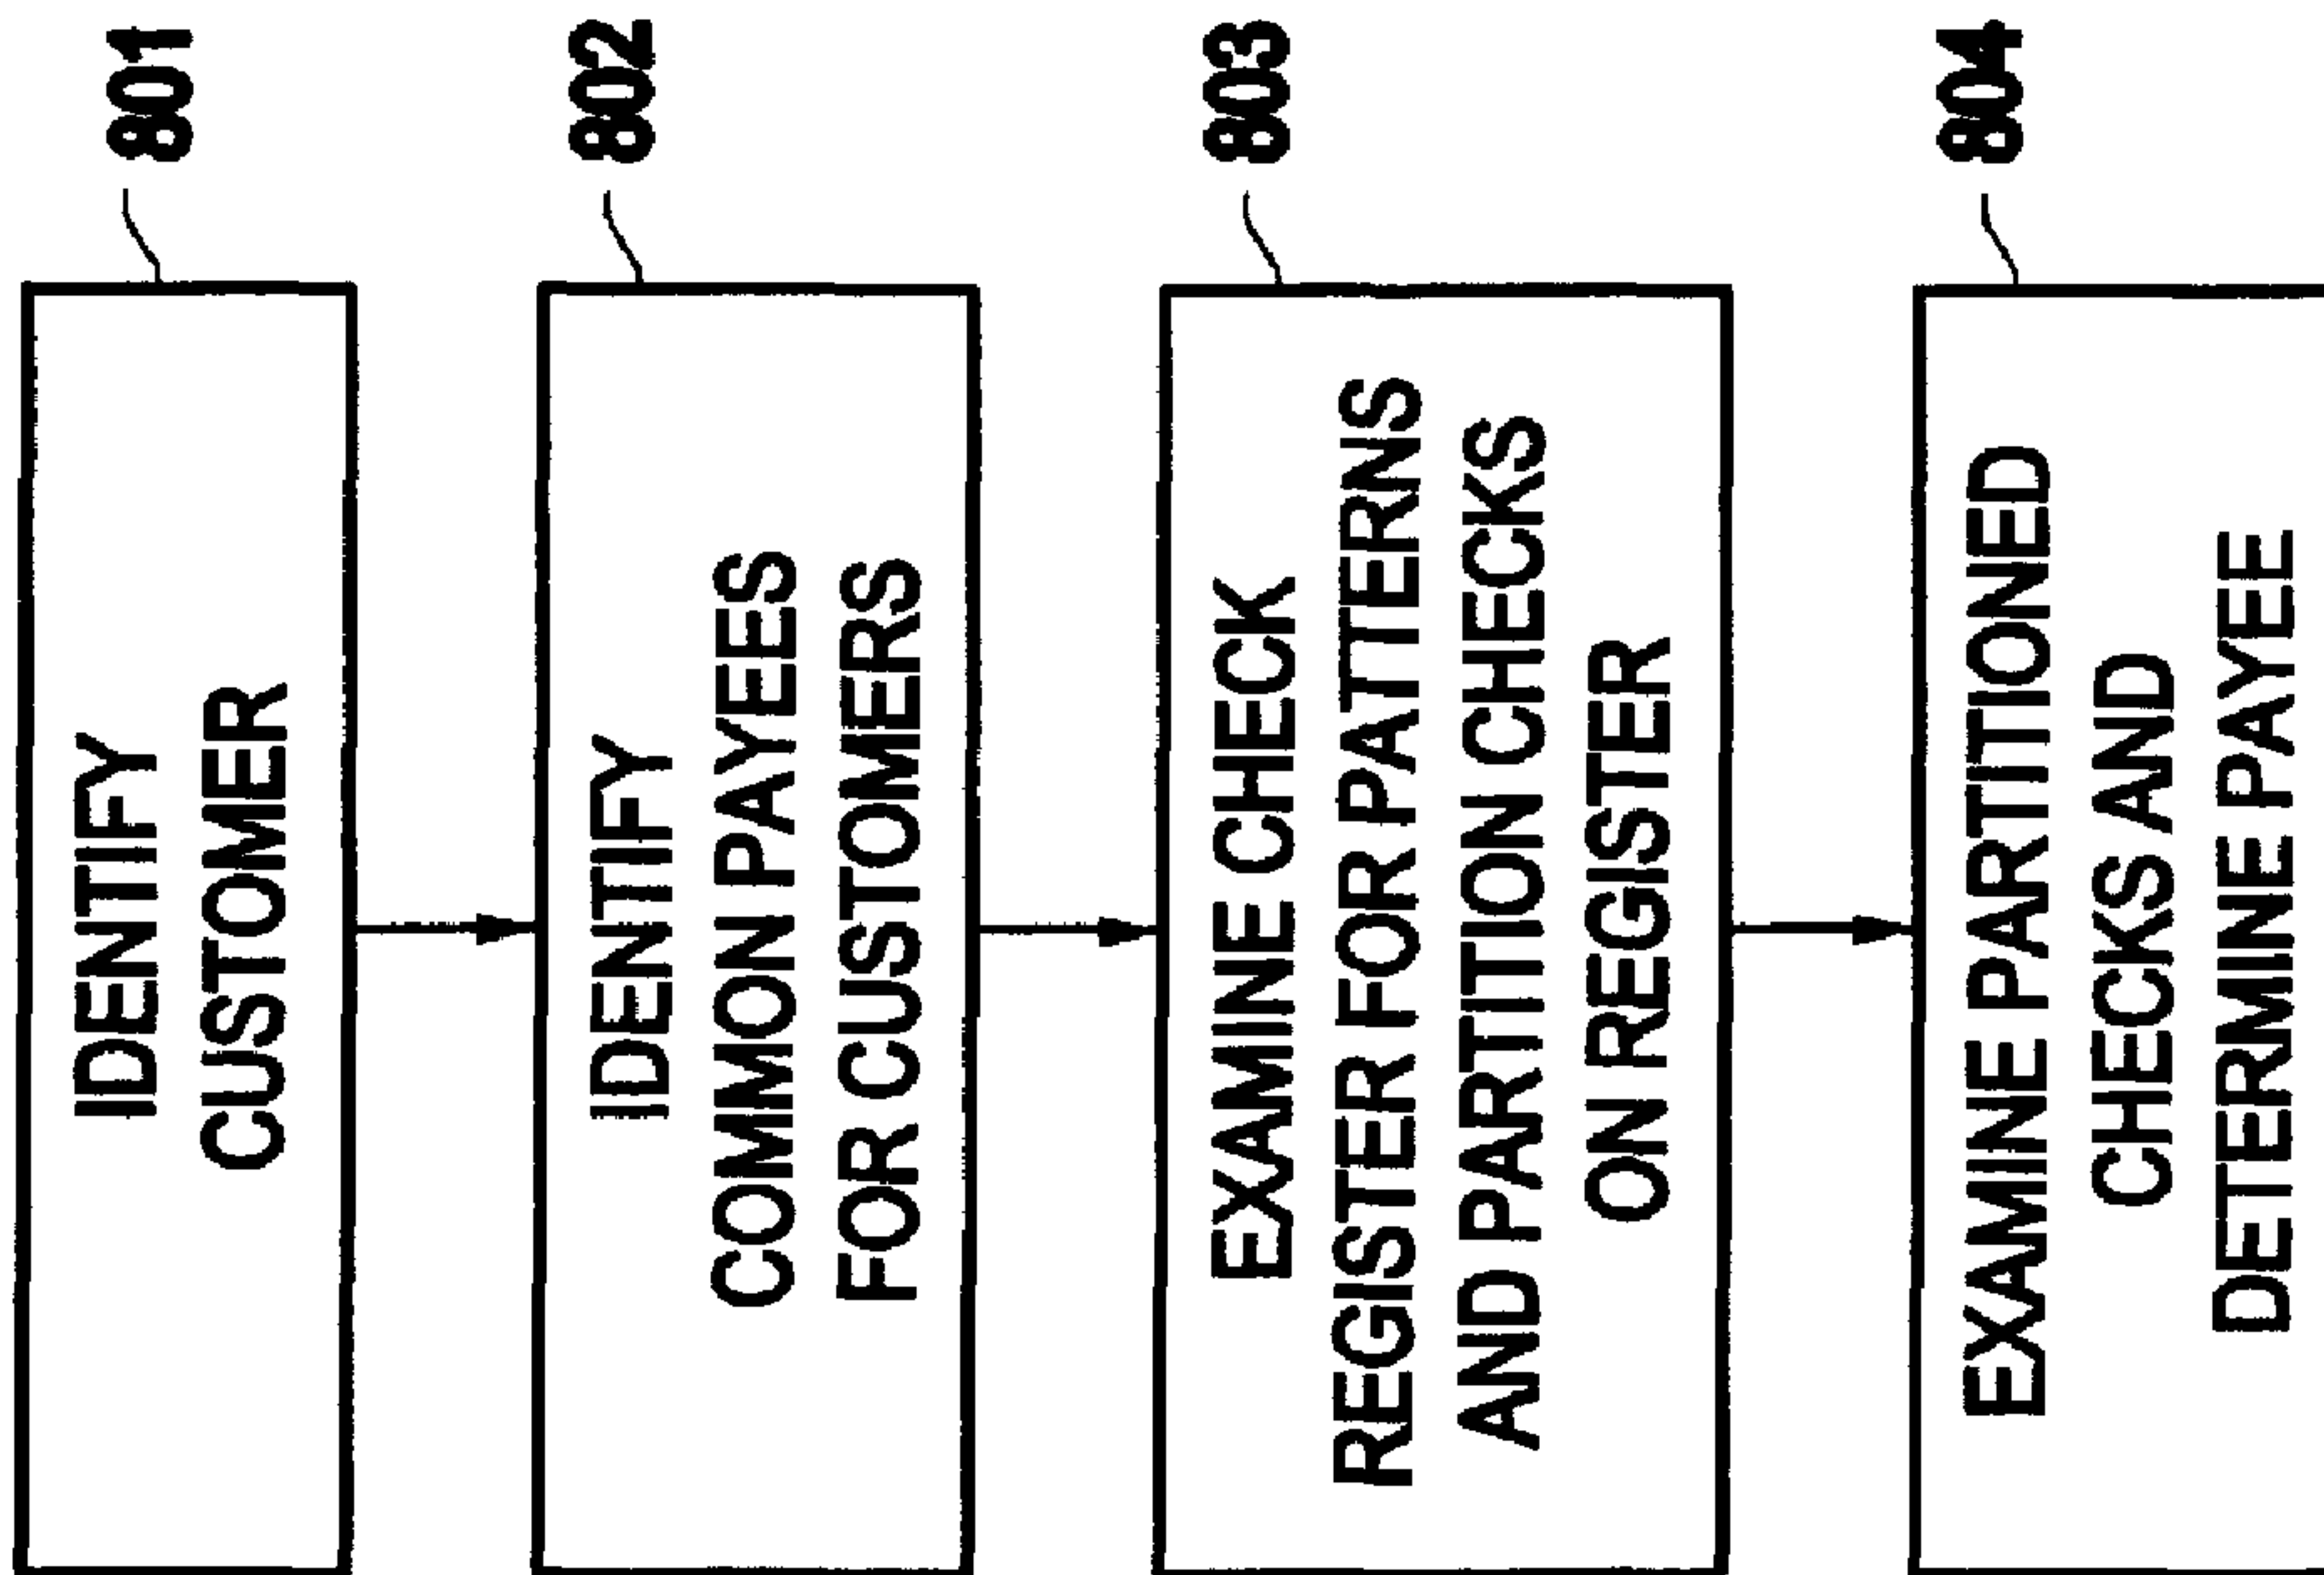 801
IDENTIFY
CUSTOMER
802
IDENTIFY
COMMON PAYEES
FOR CUSTOMERS
803
EXAMINE CHECK
REGISTER FOR PATTERNS
AND PARTITION CHECKS
ON REGISTER
804
EXAMINE PARTITIONED
CHECKS AND
DETERMINE PAYEE